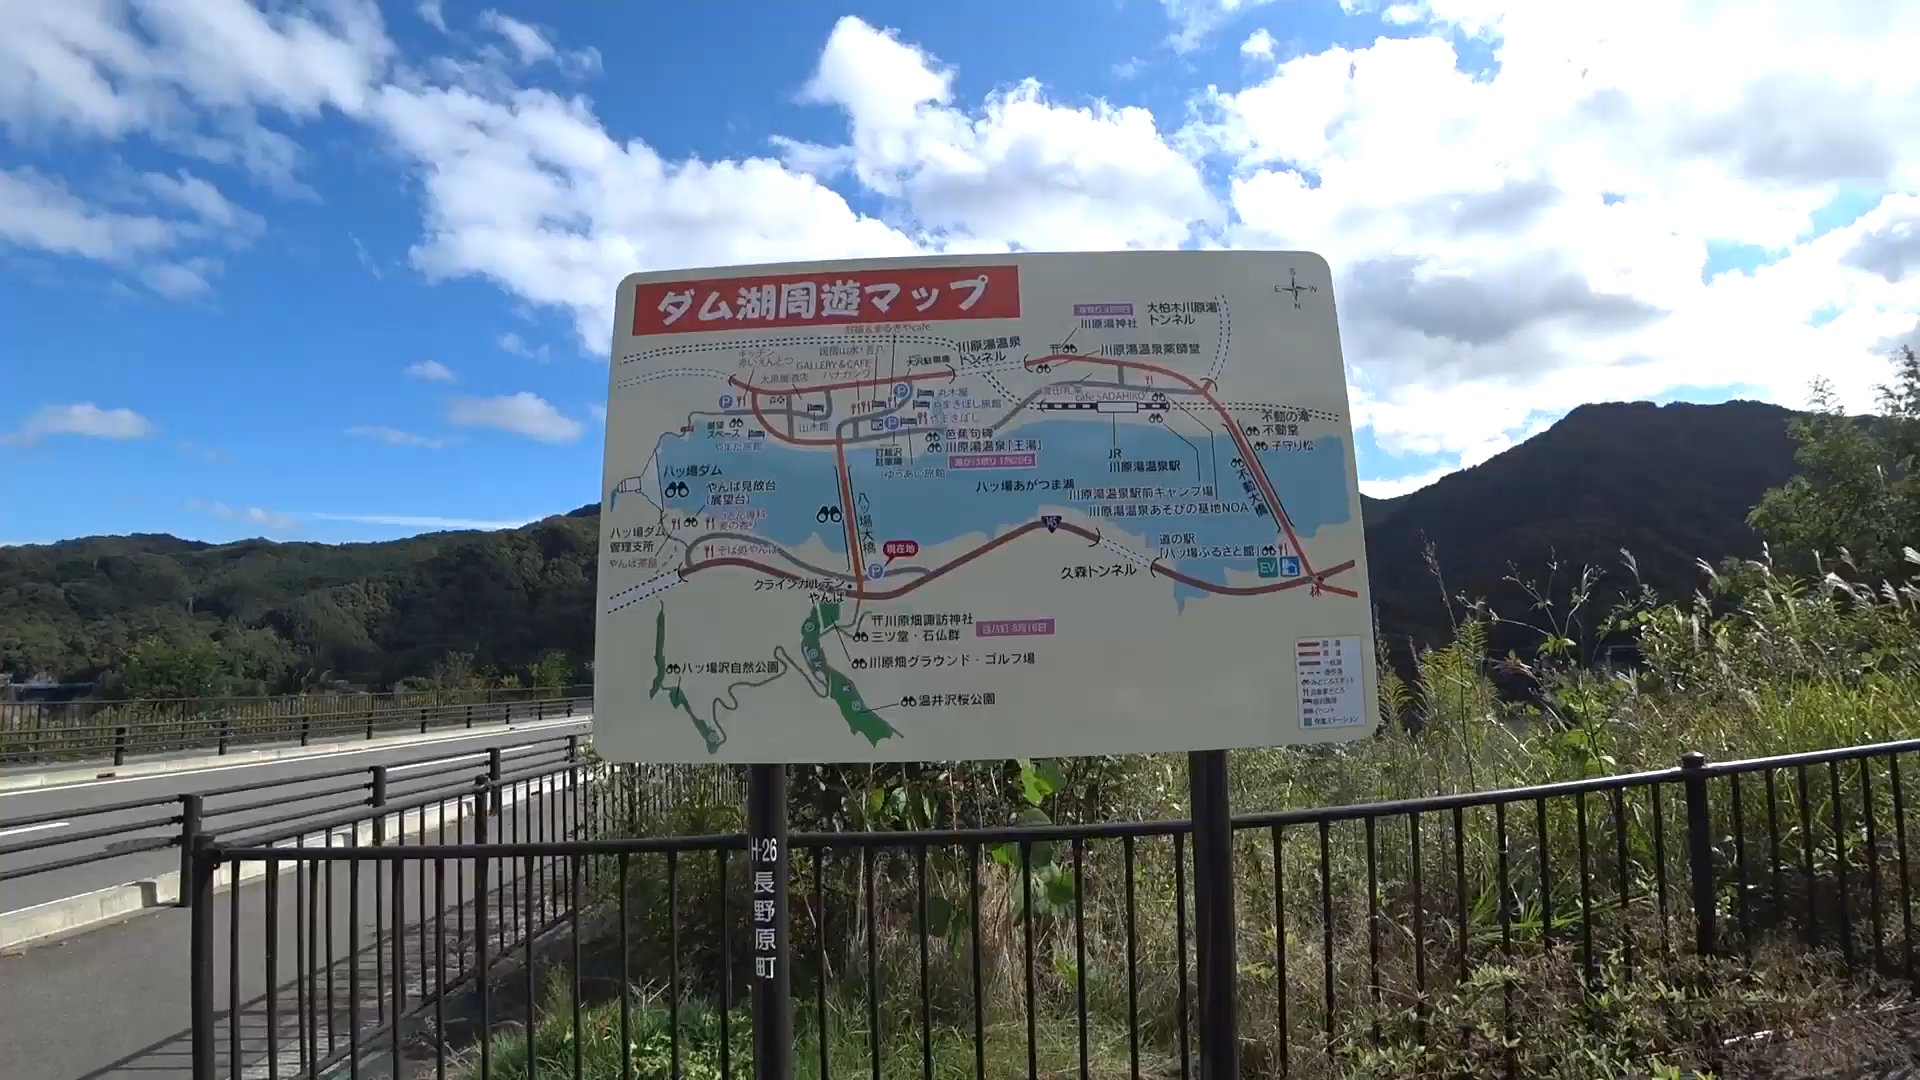 ダム湖周遊マップ
S
E W
N
大柏木川原湯
トンネル
川原湯神社
川原湯温泉
トンネル
川原湯温泉薬師堂
GALLERY&CAFE
cafe SADAHIKO
丸木屋
やまきぼし旅館
やまきぼし
山木館
スペース
芭蕉句碑
川原湯温泉「王湯」
ゆうあい旅館
不動の滝
不動堂
子守り松
JR
川原湯温泉駅
八ッ場ダム
やんば見放台
(展望台)
八ッ場あがつま湖
川原湯温泉駅前キャンプ場
川原湯温泉あそびの基地NOA
八ッ場大橋
不動大橋
八ッ場ダム
管理支所
やんば茶屋
現在地
道の駅
「八ッ場ふるさと館」
EV
145
久森トンネル
クラインガルテン
やんば
林
川原畑諏訪神社
三ツ堂・石仏群
川原畑グラウンド・ゴルフ場
八ッ場沢自然公園
温井沢桜公園
H-26
長野原町